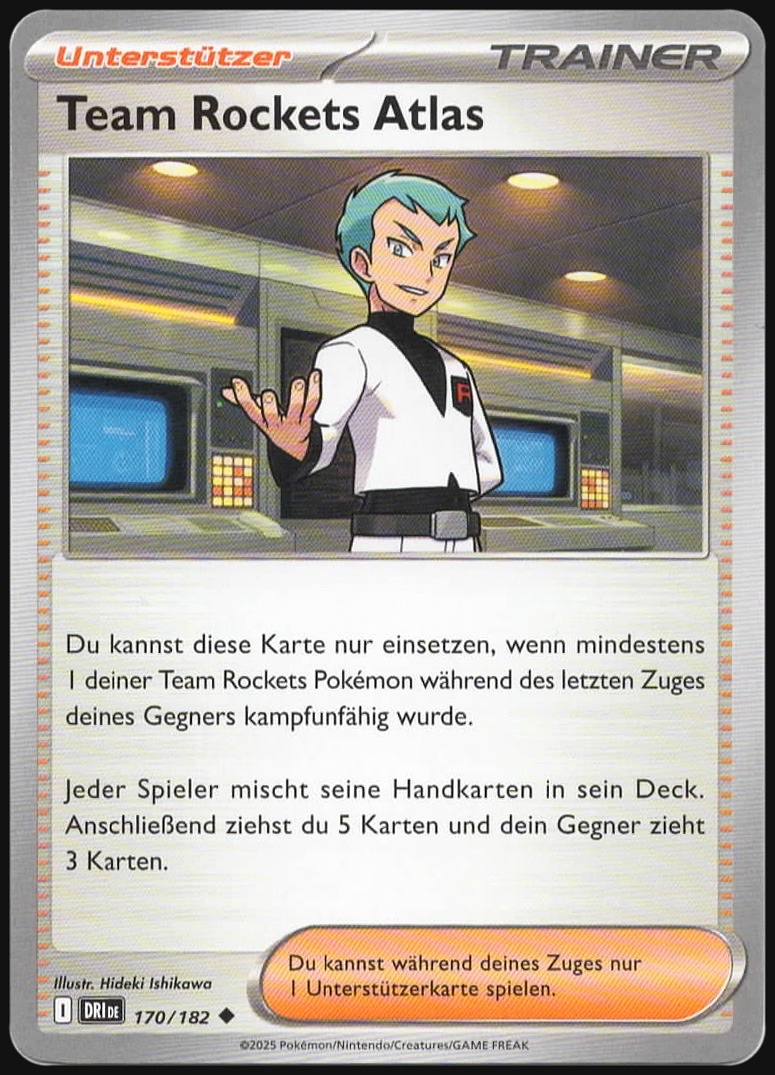 Unterstützer
TRAINER
Team Rockets Atlas
R
Du kannst diese Karte nur einsetzen, wenn mindestens
1 deiner Team Rockets Pokémon während des letzten Zuges
deines Gegners kampfunfähig wurde.
Jeder Spieler mischt seine Handkarten in sein Deck.
Anschließend ziehst du 5 Karten und dein Gegner zieht
3 Karten.
Du kannst während deines Zuges nur
1 Unterstützerkarte spielen.
Illustr. Hideki Ishikawa
I DRI DE 170/182
©2025 Pokémon/Nintendo/Creatures/GAME FREAK